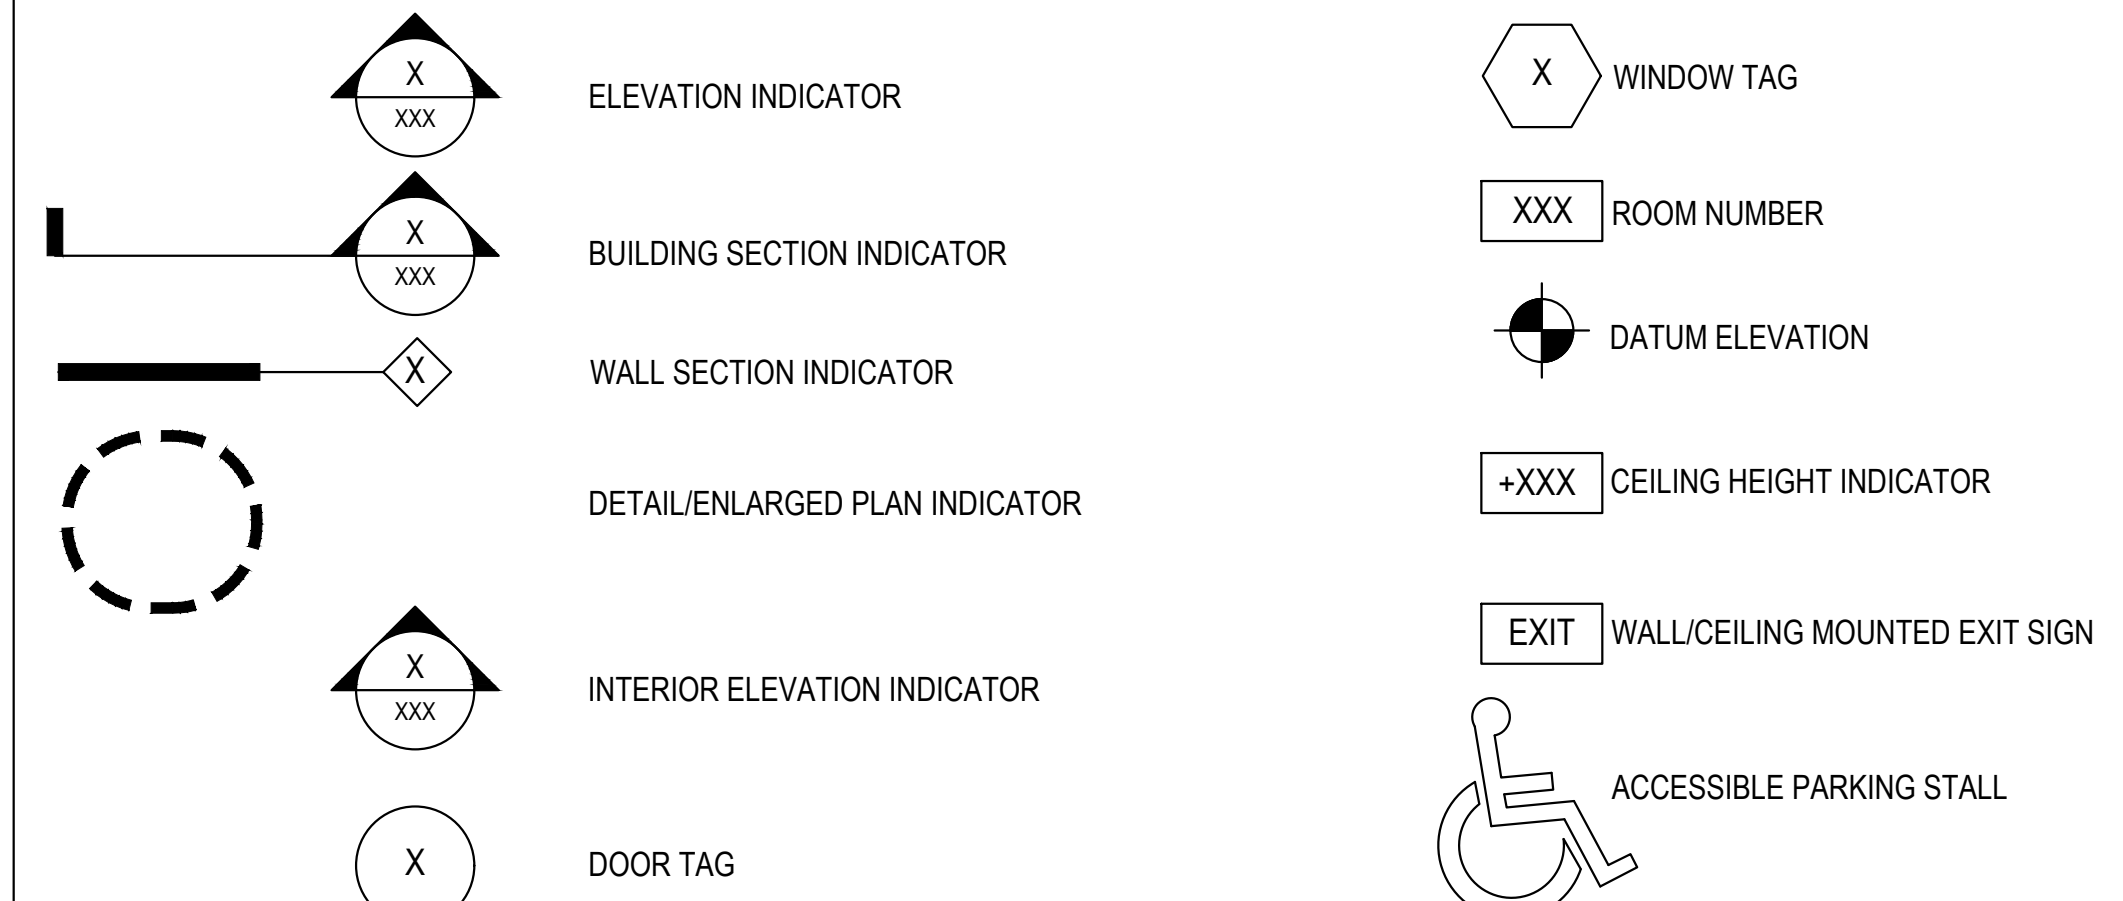 X
XXX
ELEVATION INDICATOR
X
XXX
BUILDING SECTION INDICATOR
X
WALL SECTION INDICATOR
DETAIL/ENLARGED PLAN INDICATOR
X
XXX
INTERIOR ELEVATION INDICATOR
X
DOOR TAG
X
WINDOW TAG
XXX
ROOM NUMBER
DATUM ELEVATION
+XXX
CEILING HEIGHT INDICATOR
EXIT
WALL/CEILING MOUNTED EXIT SIGN
ACCESSIBLE PARKING STALL